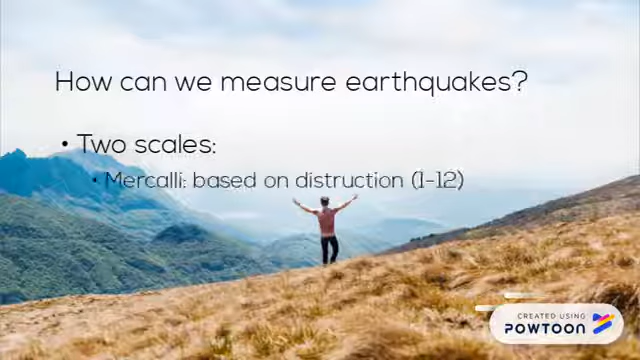 How can we measure earthquakes?
• Two scales:
• Mercalli: based on distruction (1-12)
CREATED USING
POWTOON